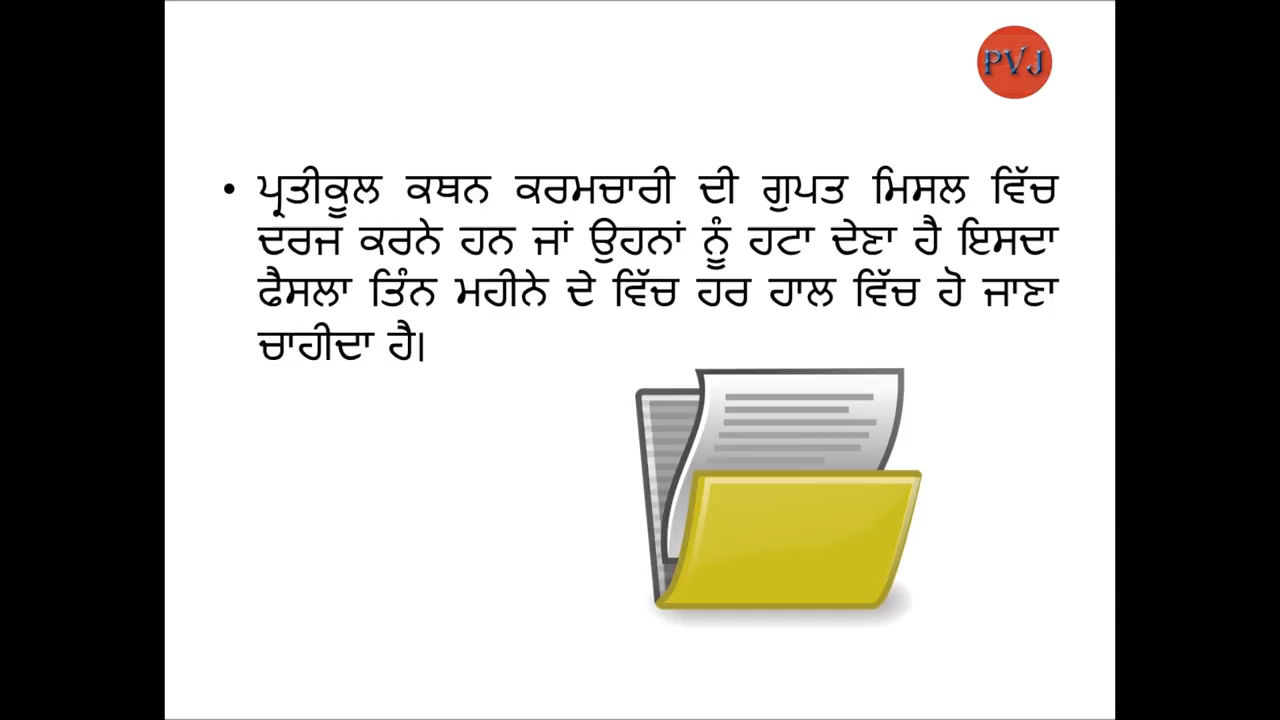 PVJ
• ਪ੍ਰਤੀਕੂਲ ਕਥਨ ਕਰਮਚਾਰੀ ਦੀ ਗੁਪਤ ਮਿਸਲ ਵਿੱਚ
ਦਰਜ ਕਰਨੇ ਹਨ ਜਾਂ ਉਹਨਾਂ ਨੂੰ ਹਟਾ ਦੇਣਾ ਹੈ ਇਸਦਾ
ਫੈਸਲਾ ਤਿੰਨ ਮਹੀਨੇ ਦੇ ਵਿੱਚ ਹਰ ਹਾਲ ਵਿੱਚ ਹੋ ਜਾਣਾ
ਚਾਹੀਦਾ ਹੈ।